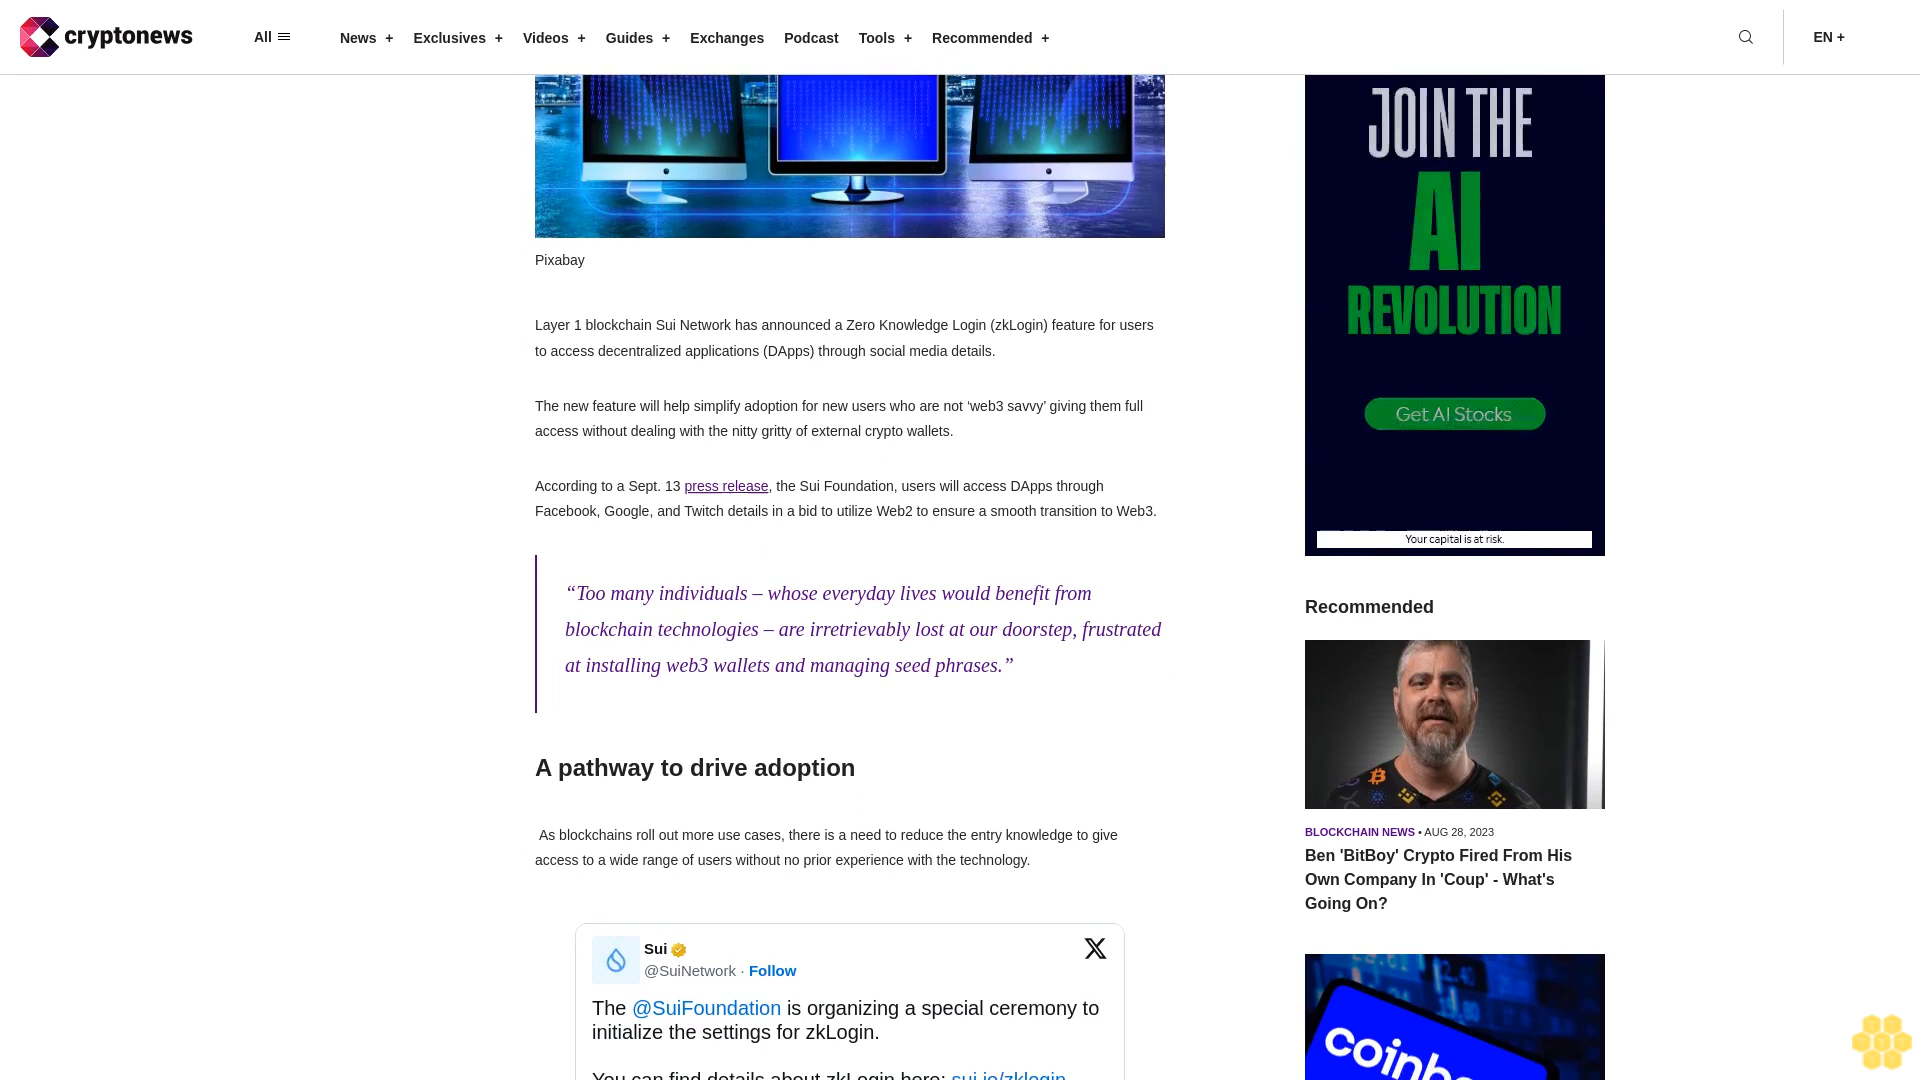 cryptonews
All
News + Exclusives + Videos + Guides + Exchanges Podcast Tools + Recommended +
EN +
Pixabay
Layer 1 blockchain Sui Network has announced a Zero Knowledge Login (zkLogin) feature for users
to access decentralized applications (DApps) through social media details.
The new feature will help simplify adoption for new users who are not ‘web3 savvy’ giving them full
access without dealing with the nitty gritty of external crypto wallets.
According to a Sept. 13 press release, the Sui Foundation, users will access DApps through
Facebook, Google, and Twitch details in a bid to utilize Web2 to ensure a smooth transition to Web3.
“Too many individuals – whose everyday lives would benefit from
blockchain technologies – are irretrievably lost at our doorstep, frustrated
at installing web3 wallets and managing seed phrases.”
A pathway to drive adoption
As blockchains roll out more use cases, there is a need to reduce the entry knowledge to give
access to a wide range of users without no prior experience with the technology.
Sui
@SuiNetwork · Follow
The @SuiFoundation is organizing a special ceremony to
initialize the settings for zkLogin.
You can find details about zkLogin here: sui.io/zklogin
JOIN THE
AI
REVOLUTION
Get AI Stocks
Your capital is at risk.
Recommended
BLOCKCHAIN NEWS • AUG 28, 2023
Ben 'BitBoy' Crypto Fired From His
Own Company In 'Coup' - What's
Going On?